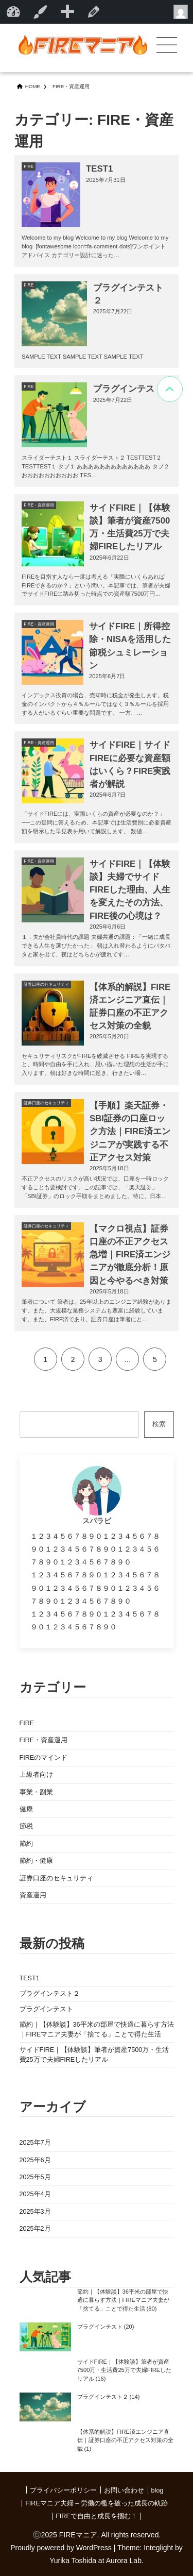 FIREマニア
HOME > FIRE・資産運用
カテゴリー: FIRE・資
産運用
FIRE
TEST1
2025年7月31日
Welcome to my blog Welcome to my blog Welcome to my
blog [fontawesome icon=fa-comment-dots]ワンポイント
アドバイス カテゴリー設計に迷った…
FIRE
プラグインテスト
2
2025年7月22日
SAMPLE TEXT SAMPLE TEXT SAMPLE TEXT
FIRE
プラグインテス
2025年7月22日
スライダーテスト１ スライダーテスト２ TESTTEST２
FIRE・資産運用
サイドFIRE｜【体験
談】筆者が資産7500
万・生活費25万で夫
婦FIREしたリアル
2025年6月22日
FIREを目指す人なら一度は考える「実際にいくらあれば
FIREできるのか？」という問い。本記事では、筆者が夫婦
でサイドFIREに踏み切った時点での資産額7500万円…
FIRE・資産運用
サイドFIRE｜所得控
除・NISAを活用した
節税シュミレーショ
ン
2025年6月7日
インデックス投資の場合、売却時に税金が発生します。税
金のインパクトから４％ルールではなく３％ルールを採用
する人がいるぐらい重要な問題です。一方、…
FIRE・資産運用
サイドFIRE｜サイド
FIREに必要な資産額
はいくら？FIRE実践
者が解説
2025年6月7日
「サイドFIREには、実際いくらの資産が必要なのか？」
──この疑問に答えるため、本記事では生活費別に必要資産
額を明示した早見表を用いて解説します。 数値…
FIRE・資産運用
サイドFIRE｜【体験
談】夫婦でサイド
FIREした理由、人生
を変えたその方法、
FIRE後の心境は？
2025年6月6日
１．夫が会社員時代の課題 夫婦共通の課題：「一緒に成長
できる人生を選びたかった」 朝は入れ替わるようにバタバ
タと家を出て、夜はどちらかが疲れてす…
証券口座のセキュリティ
【体系的解説】FIRE
済エンジニア直伝｜
証券口座の不正アク
セス対策の全貌
2025年5月20日
セキュリティリスクがFIREを破滅させる FIREを実現する
と、時間や自由を手に入れ、思い描いた理想の生活が手に
入ります。朝は好きな時間に起き、行きたい場…
証券口座のセキュリティ
【手順】楽天証券・
SBI証券の口座ロッ
ク方法｜FIRE済エン
ジニアが実践する不
正アクセス対策
2025年5月18日
不正アクセスのリスクが高い状況では、口座を一時ロック
することも重検討です。この記事では、「楽天証券」
「SBI証券」のロック手順をまとめました。特に、日本…
証券口座のセキュリティ
【マクロ視点】証券
口座の不正アクセス
急増｜FIRE済エンジ
ニアが徹底分析！原
因と今やるべき対策
2025年5月18日
筆者について 筆者は、25年以上のエンジニア経験がありま
す。また、大規模な業務システムも豊富に経験していま
す。また、FIRE済であり、証券口座は筆者にと…
1 2 3 … 5
検索
スパラビ
１２３４５６７８９０１２３４５６７８
９０１２３４５６７８９０１２３４５６
７８９０１２３４５６７８９０
１２３４５６７８９０１２３４５６７８
９０１２３４５６７８９０１２３４５６
７８９０１２３４５６７８９０
１２３４５６７８９０１２３４５６７８
９０１２３４５６７８９０
カテゴリー
FIRE
FIRE・資産運用
FIREのマインド
上級者向け
事業・副業
健康
節税
節約
節約・健康
証券口座のセキュリティ
資産運用
最新の投稿
TEST1
プラグインテスト２
プラグインテスト
節約｜【体験談】36平米の部屋で快適に暮らす方法
｜FIREマニア夫妻が「捨てる」ことで得た生活
サイドFIRE｜【体験談】筆者が資産7500万・生活
費25万で夫婦FIREしたリアル
アーカイブ
2025年7月
2025年6月
2025年5月
2025年4月
2025年3月
2025年2月
人気記事
節約｜【体験談】36平米の部屋で快
適に暮らす方法｜FIREマニア夫妻が
「捨てる」ことで得た生活 (80)
プラグインテスト (20)
サイドFIRE｜【体験談】筆者が資産
7500万・生活費25万で夫婦FIREした
リアル (16)
プラグインテスト２ (14)
【体系的解説】FIRE済エンジニア直
伝｜証券口座の不正アクセス対策の全
貌 (1)
| プライバシーポリシー | お問い合わせ | blog
| FIREマニア夫婦 – 労働の檻を破った成長の軌跡
| FIREで自由と成長を掴む！ |
©2025 FIREマニア. All rights reserved.
Proudly powered by WordPress | Theme: Integlight by
Yukika Toshida at Aurora Lab.